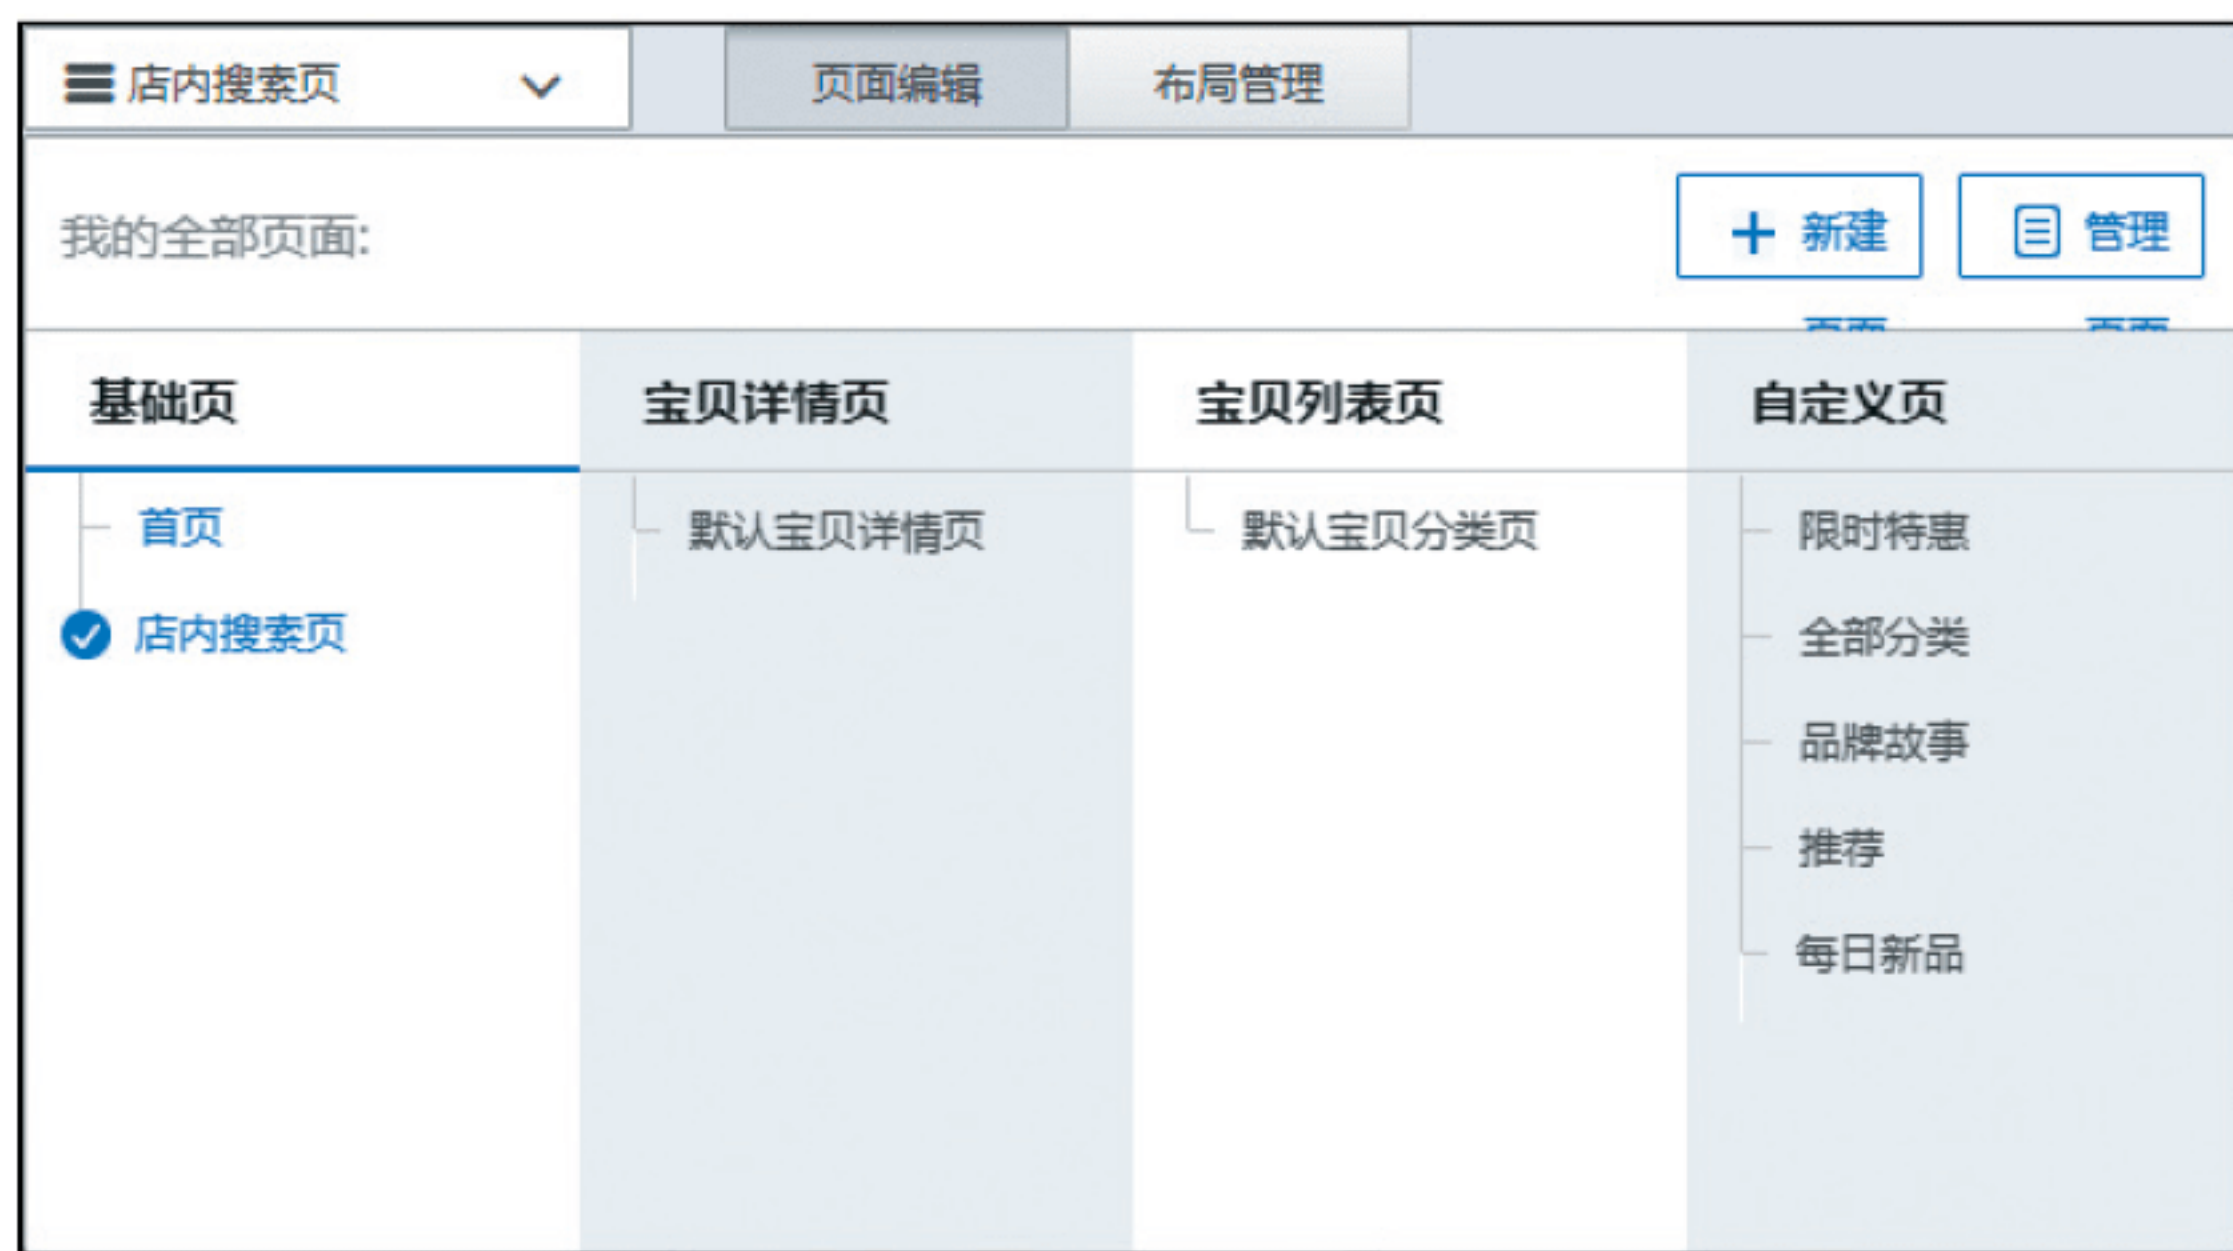 店内搜索页 页面编辑 布局管理
我的全部页面: 新建 管理
页面 页面
基础页 宝贝详情页 宝贝列表页 自定义页
首页 默认宝贝详情页 默认宝贝分类页 限时特惠
店内搜索页 全部分类
品牌故事
推荐
每日新品